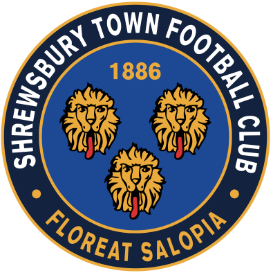 SHREWSBURY TOWN FOOTBALL CLUB
1886
• FLOREAT SALOPIA •